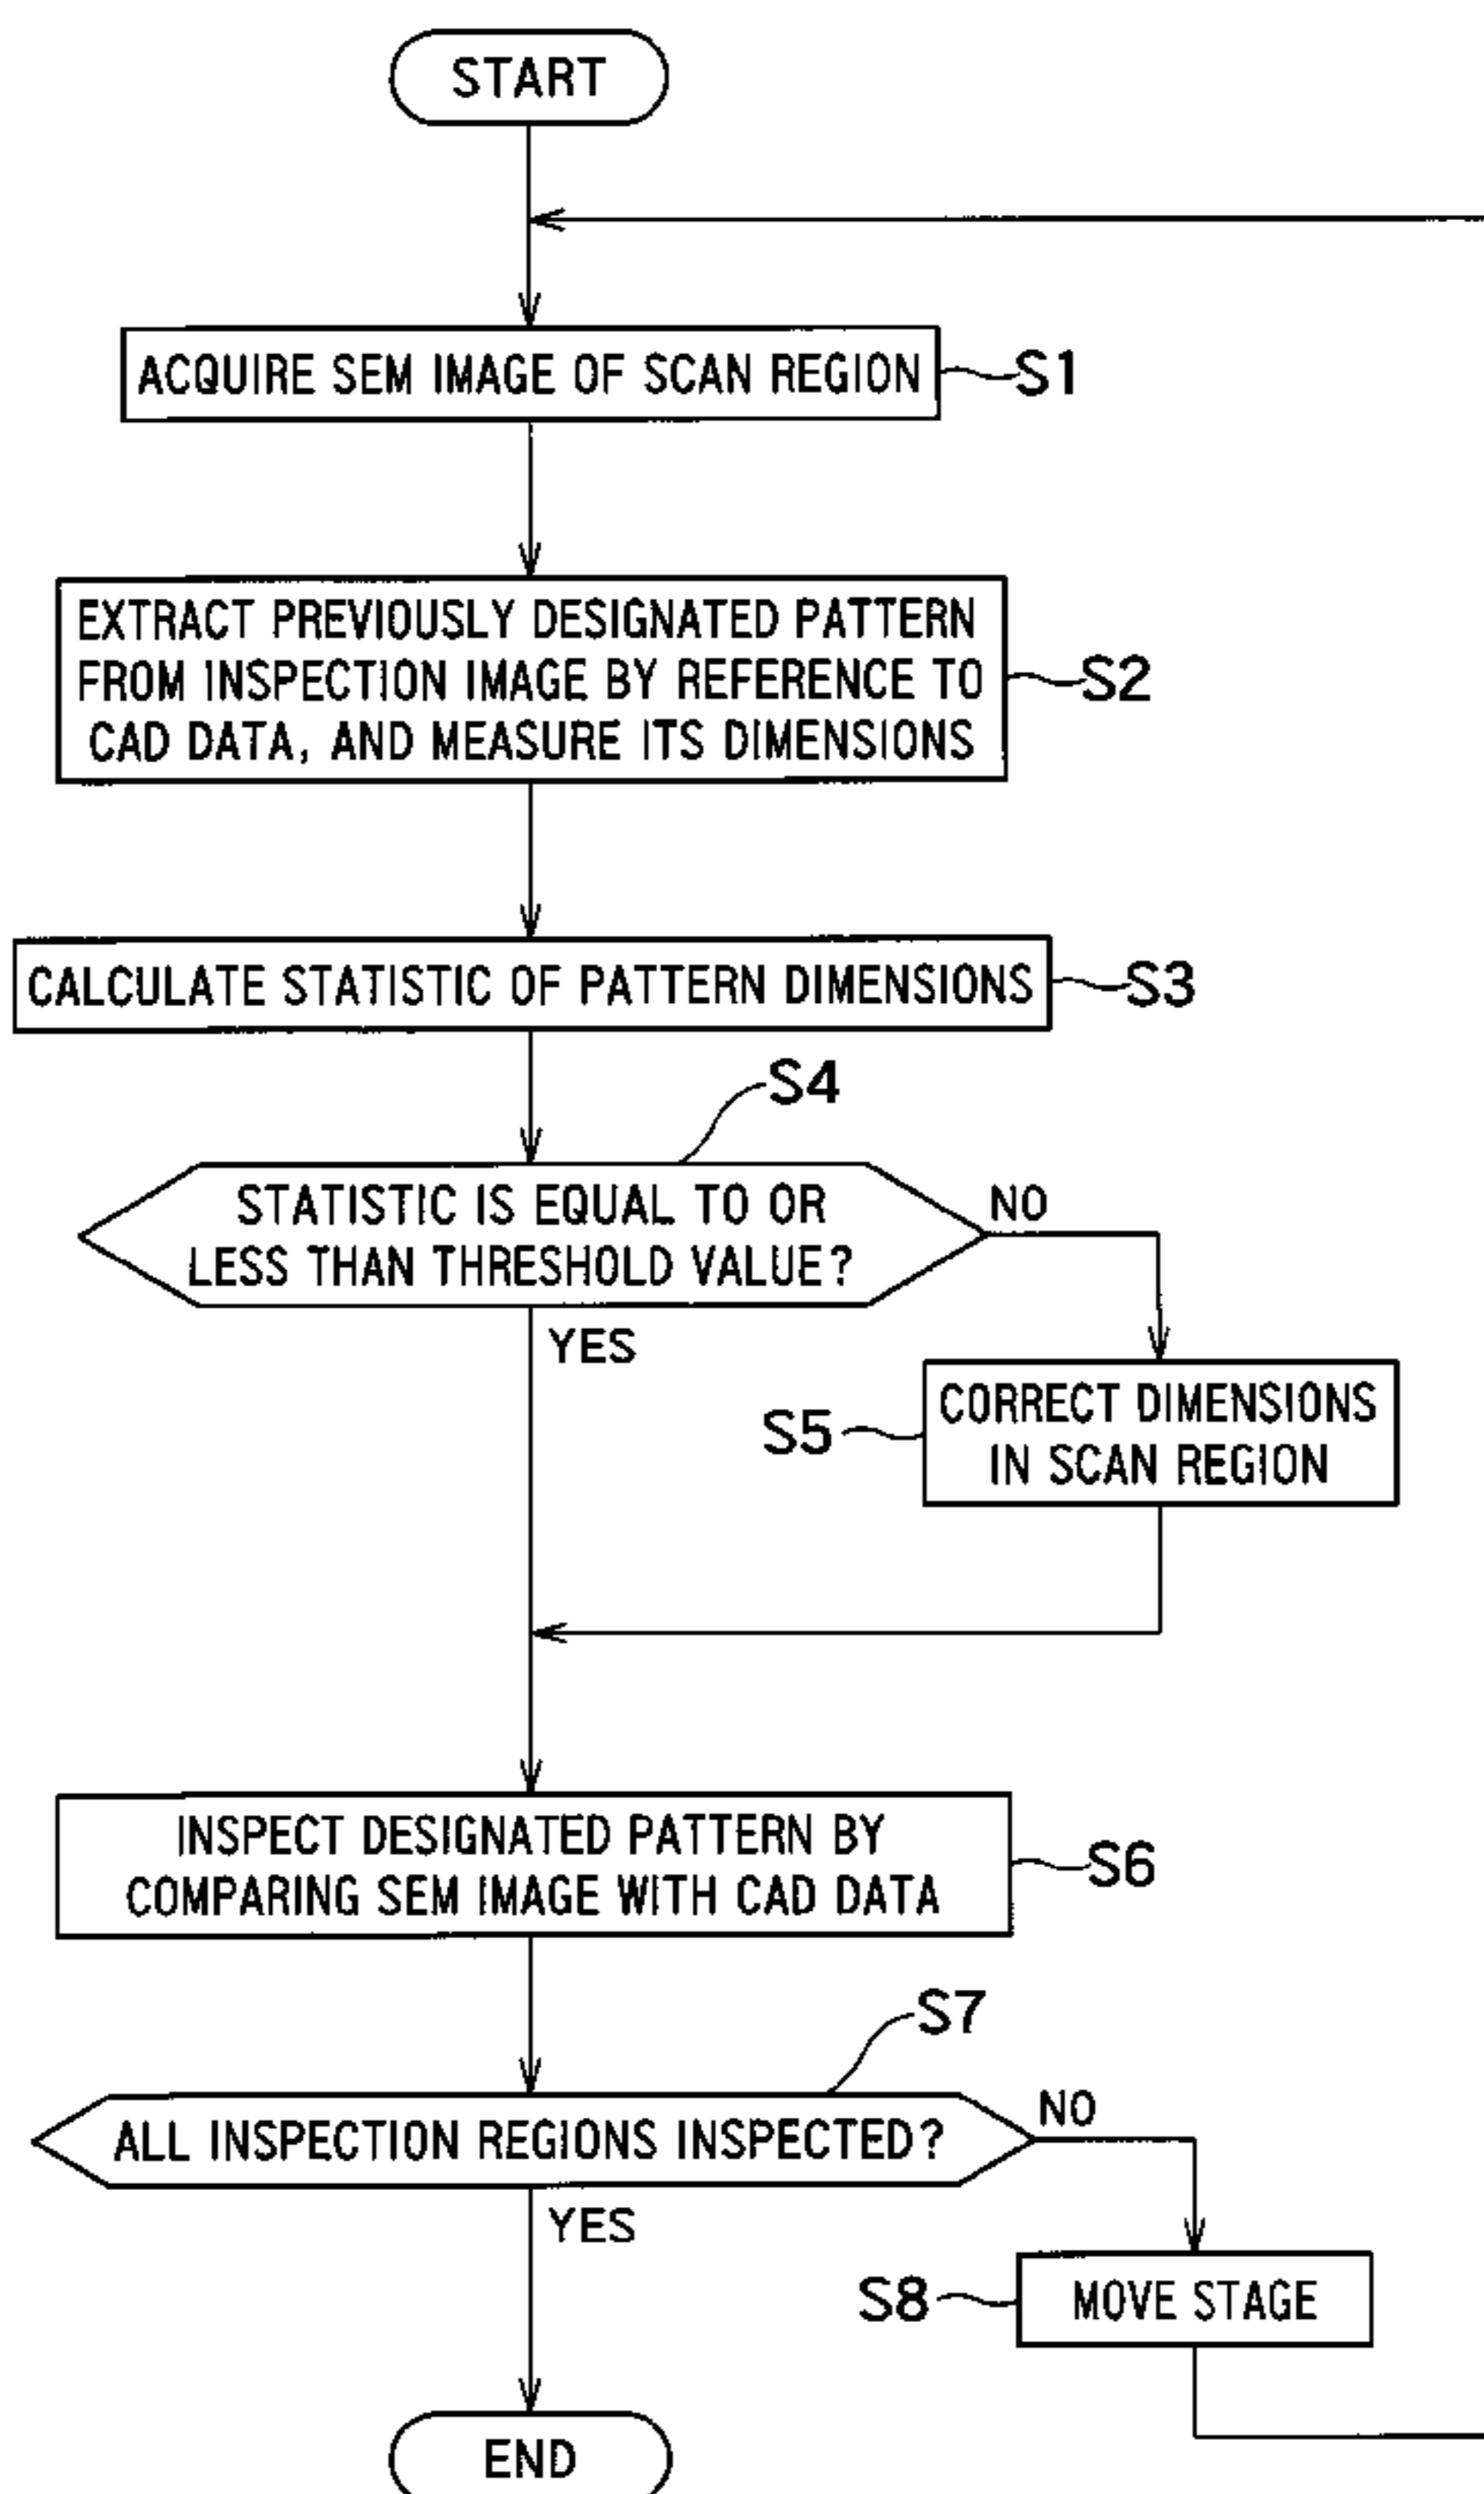 START
ACQUIRE SEM IMAGE OF SCAN REGION
S1
EXTRACT PREVIOUSLY DESIGNATED PATTERN
FROM INSPECTION IMAGE BY REFERENCE TO
CAD DATA, AND MEASURE ITS DIMENSIONS
S2
CALCULATE STATISTIC OF PATTERN DIMENSIONS
S3
S4
STATISTIC IS EQUAL TO OR
LESS THAN THRESHOLD VALUE?
NO
YES
CORRECT DIMENSIONS
IN SCAN REGION
S5
INSPECT DESIGNATED PATTERN BY
COMPARING SEM IMAGE WITH CAD DATA
S6
S7
ALL INSPECTION REGIONS INSPECTED?
NO
YES
S8
MOVE STAGE
END